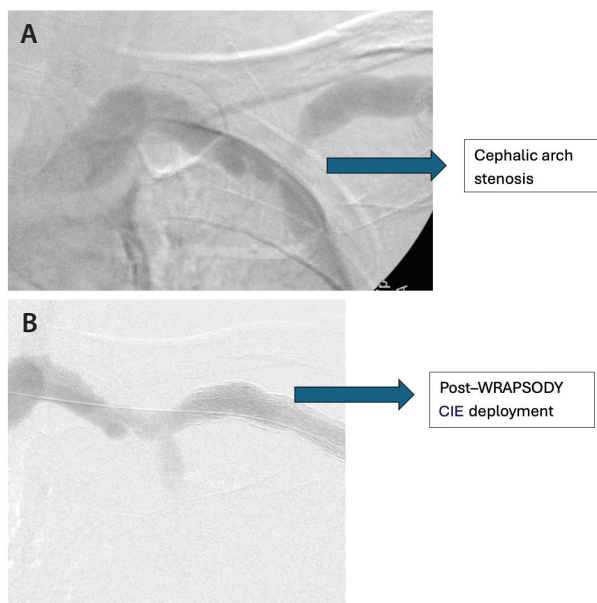 A
Cephalic arch
stenosis
B
Post–WRAPSODY
CIE deployment